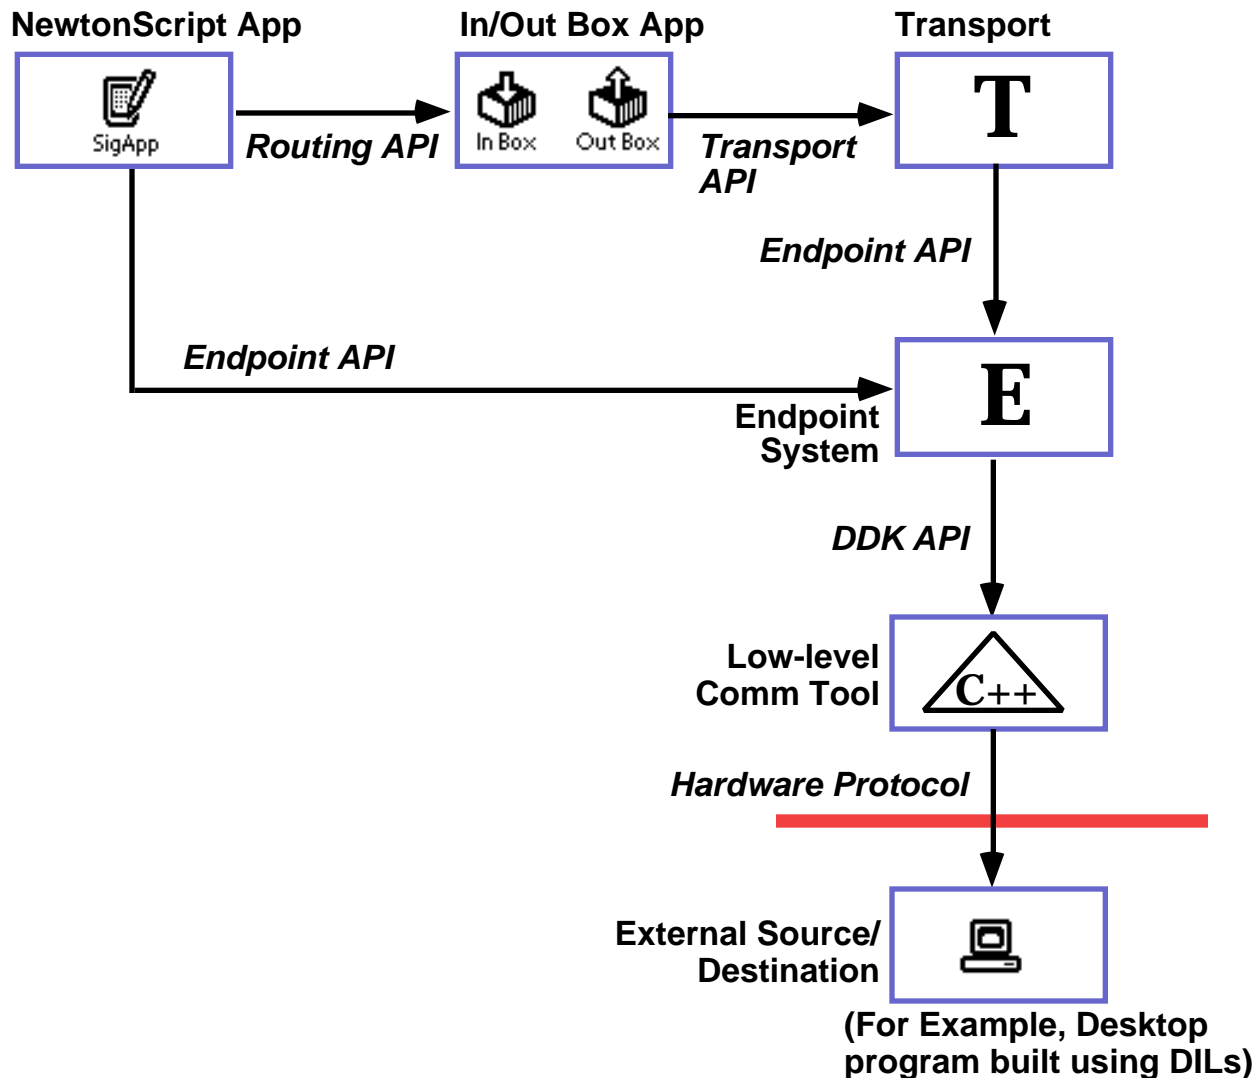 NewtonScript App
In/Out Box App
Transport
SigApp
Routing API
In Box
Out Box
Transport
API
T
Endpoint API
Endpoint API
E
Endpoint
System
DDK API
Low-level
Comm Tool
C++
Hardware Protocol
External Source/
Destination
(For Example, Desktop
program built using DILs)